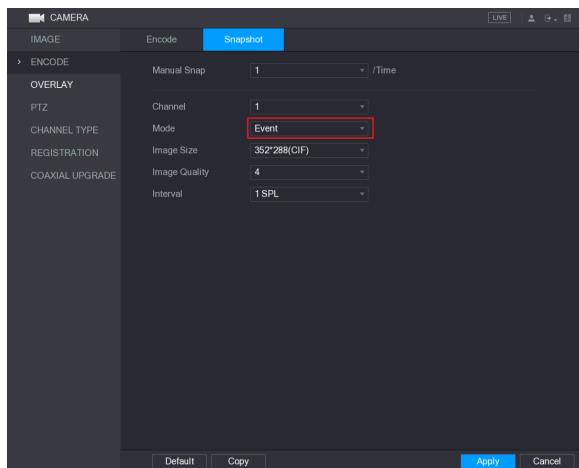 CAMERA LIVE
IMAGE Encode Snapshot
ENCODE
Manual Snap 1 /Time
OVERLAY
PTZ Channel 1
CHANNEL TYPE Mode Event
REGISTRATION Image Size 352*288(CIF)
COAXIAL UPGRADE Image Quality 4
Interval 1 SPL
Default Copy Apply Cancel